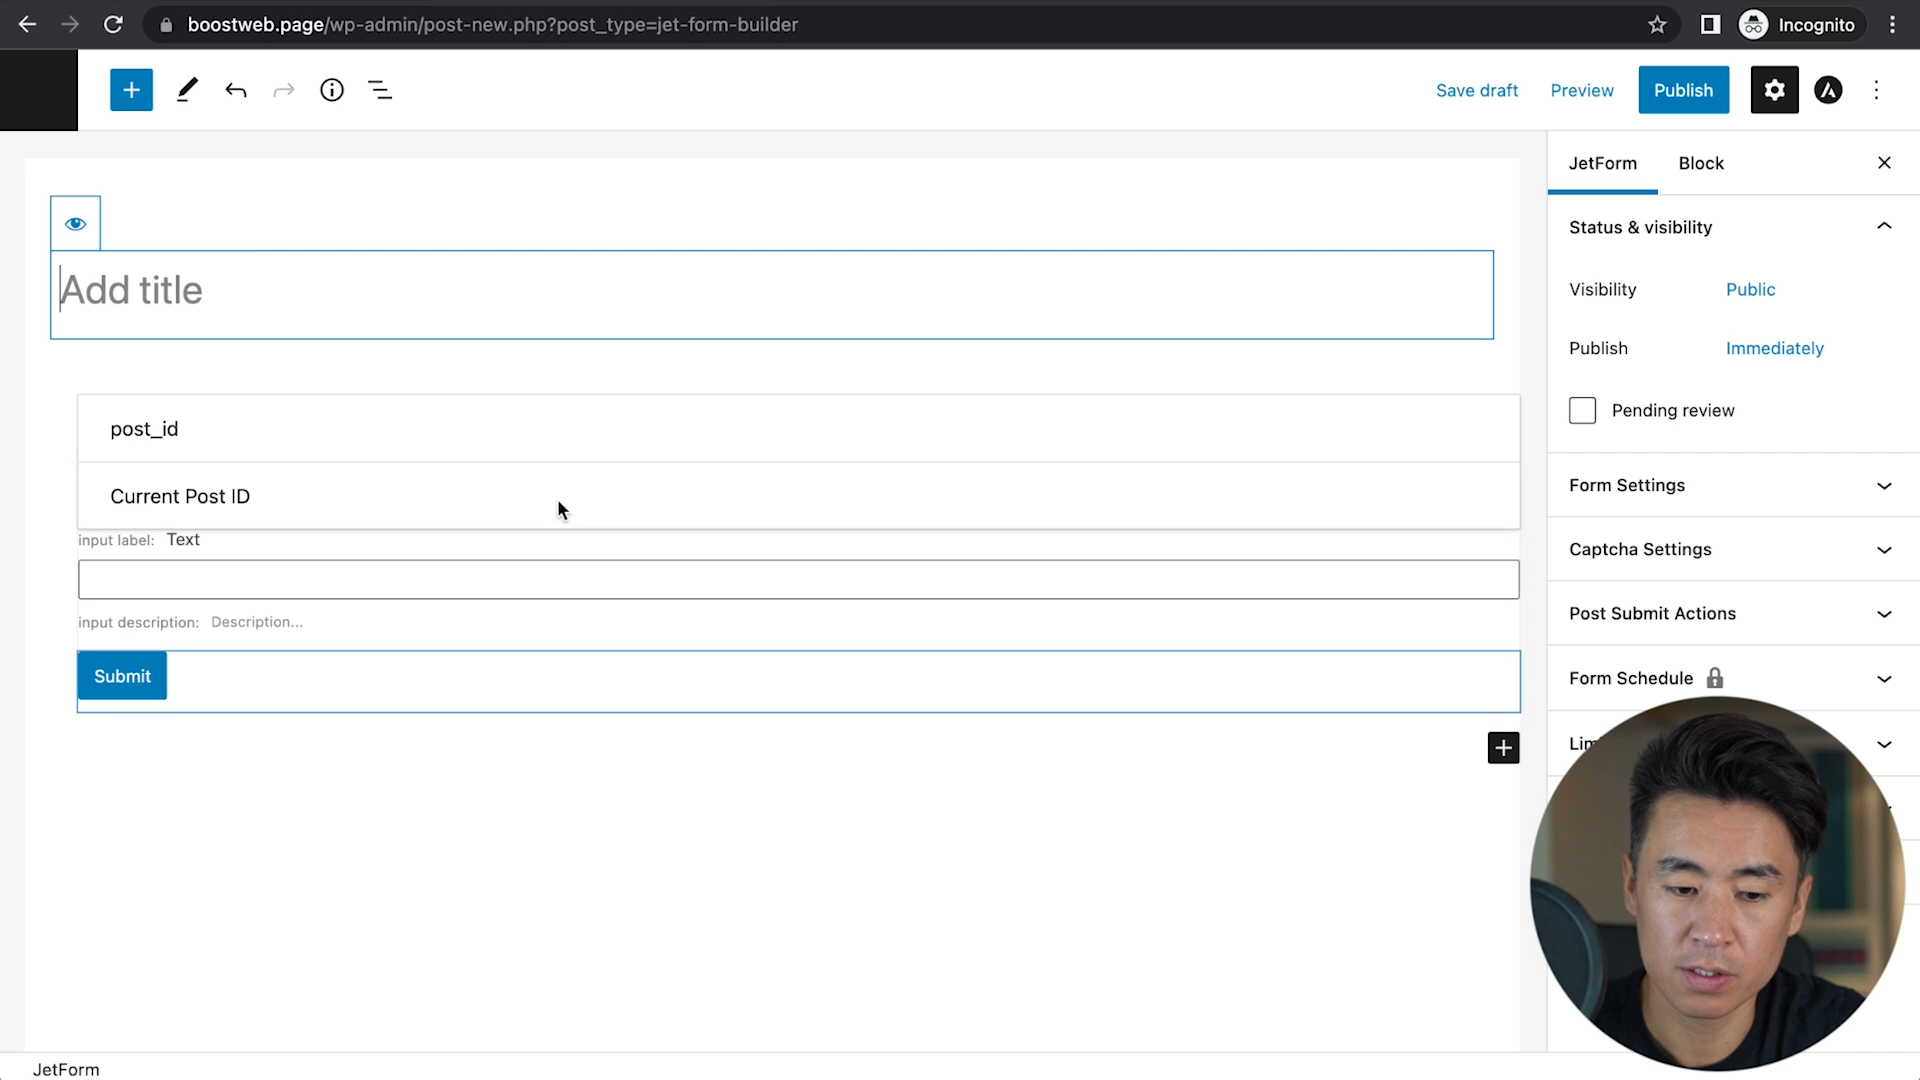 boostweb.page/wp-admin/post-new.php?post_type=jet-form-builder
Incognito
Save draft
Preview
Publish
JetForm
Block
Status & visibility
Add title
Visibility
Public
Publish
Immediately
Pending review
post_id
Current Post ID
Form Settings
input label: Text
Captcha Settings
input description: Description...
Post Submit Actions
Submit
Form Schedule
JetForm